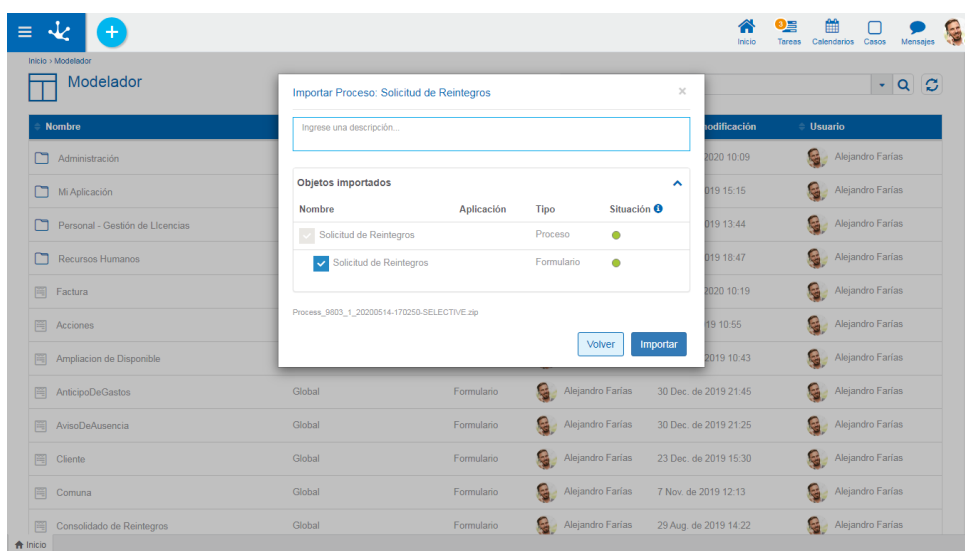 3
Inicio
Tareas
Calendarios
Casos
Mensajes
Inicio › Modelador
Modelador
Importar Proceso: Solicitud de Reintegros
×
Ingrese una descripción...
Objetos importados
Nombre Aplicación Tipo Situación
Solicitud de Reintegros Proceso
Solicitud de Reintegros Formulario
Process_9803_1_20200514-170250-SELECTIVE.zip
Volver Importar
Nombre Usuario
Administración 2020 10:09 Alejandro Farías
Mi Aplicación 019 15:15 Alejandro Farías
Personal - Gestión de LIcencias 019 13:44 Alejandro Farías
Recursos Humanos 019 18:47 Alejandro Farías
Factura 2020 10:19 Alejandro Farías
Acciones 19 10:55 Alejandro Farías
Ampliacion de Disponible 2019 10:43 Alejandro Farías
AnticipoDeGastos Global Formulario Alejandro Farías 30 Dec. de 2019 21:45 Alejandro Farías
AvisoDeAusencia Global Formulario Alejandro Farías 30 Dec. de 2019 21:25 Alejandro Farías
Cliente Global Formulario Alejandro Farías 23 Dec. de 2019 15:30 Alejandro Farías
Comuna Global Formulario Alejandro Farías 7 Nov. de 2019 12:13 Alejandro Farías
Consolidado de Reintegros Global Formulario Alejandro Farías 29 Aug. de 2019 14:22 Alejandro Farías
Inicio